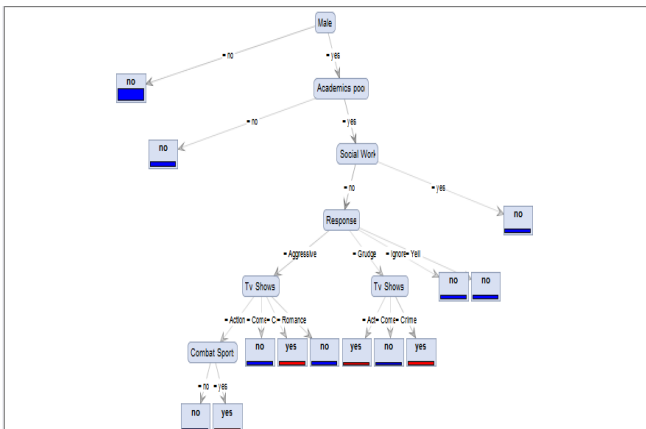 Male
= no
= yes
no
Academics poo
= no
= yes
no
Social Work
= no
= yes
no
Response
= Aggressive
= Grudge
= Ignore
= Yell
Tv Shows
Tv Shows
no
no
= Action
= Come
= C
= Romance
= Act
= Come
= Crime
Combat Sport
no
yes
no
yes
no
yes
= no
= yes
no
yes